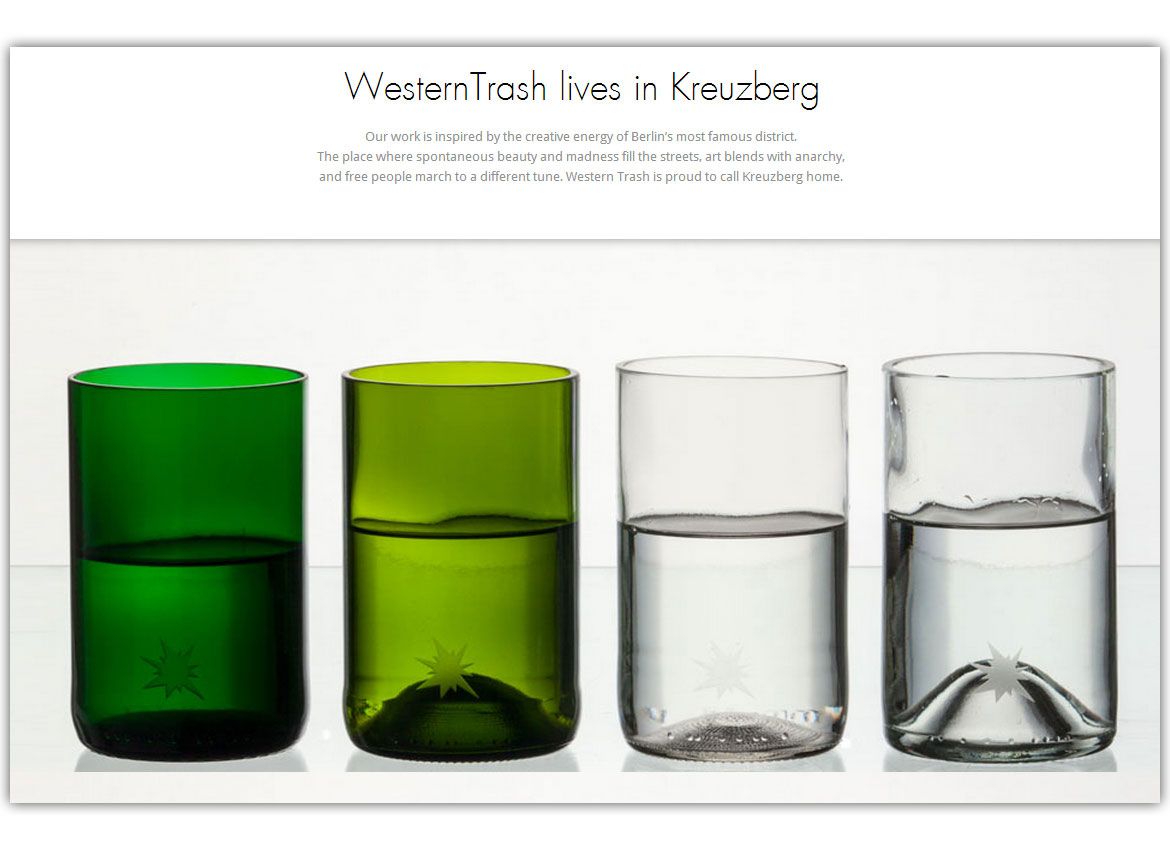 WesternTrash lives in Kreuzberg
Our work is inspired by the creative energy of Berlin’s most famous district.
The place where spontaneous beauty and madness fill the streets, art blends with anarchy,
and free people march to a different tune. Western Trash is proud to call Kreuzberg home.